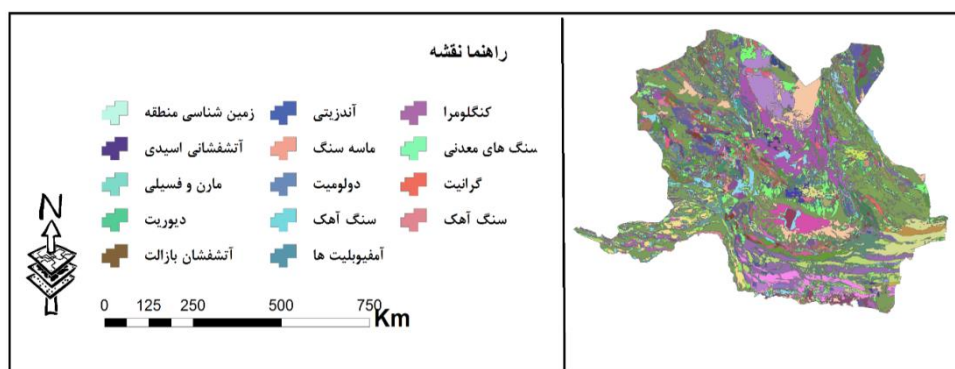 راهنما نقشه
کنگلومرا
آندزیتی
زمین شناسی منطقه
سنگ های معدنی
ماسه سنگ
آتشفشانی اسیدی
گرانیت
دولومیت
مارن و فسیلی
سنگ آهک
سنگ آهک
دیوریت
آمفیوبلیت ها
آتشفشان بازالت
N
0 125 250 500 750
Km